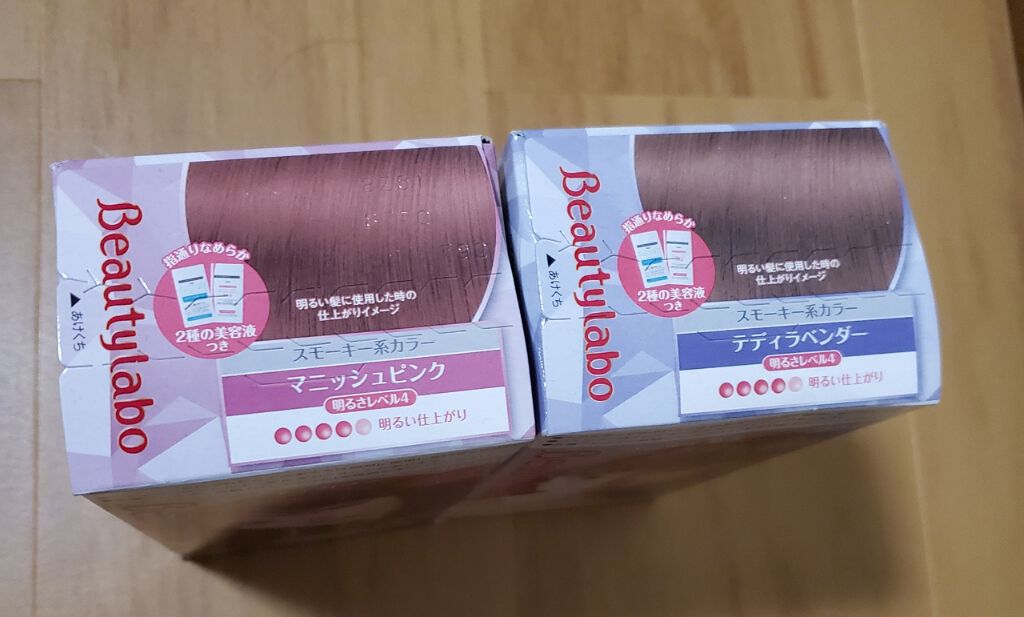 Beautylabo
指通りなめらか
2種の美容液
つき
▲あけくち
明るい髪に使用した時の
仕上がりイメージ
スモーキー系カラー
マニッシュピンク
明るさレベル4
明るい仕上がり
Beautylabo
指通りなめらか
2種の美容液
つき
▲あけくち
明るい髪に使用した時の
仕上がりイメージ
スモーキー系カラー
テディラベンダー
明るさレベル4
明るい仕上がり